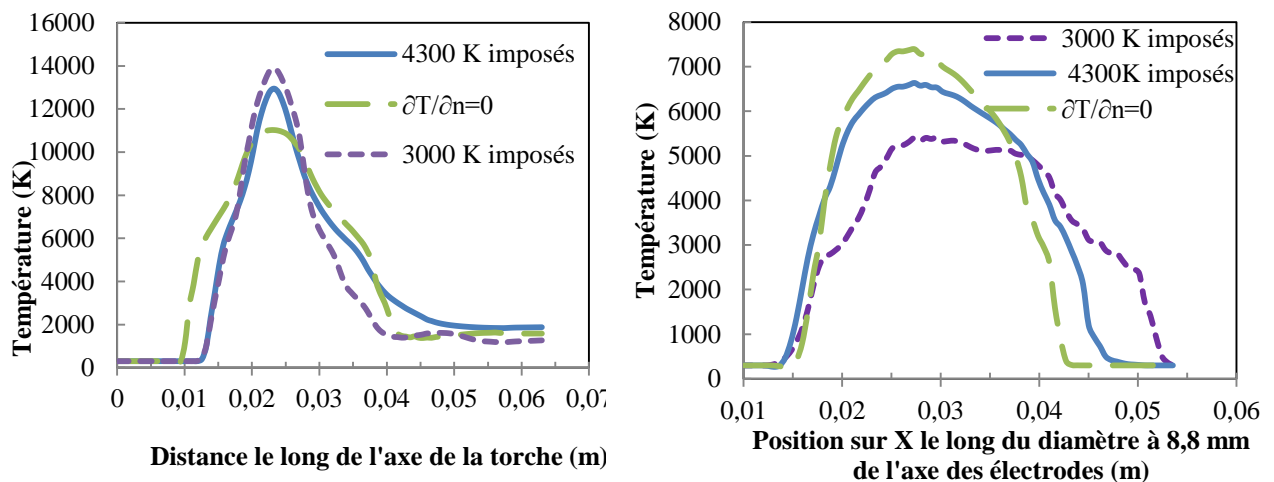 16000
14000
12000
10000
8000
6000
4000
2000
0
Température (K)
4300 K imposés
∂T/∂n=0
3000 K imposés
0 0,01 0,02 0,03 0,04 0,05 0,06 0,07
Distance le long de l'axe de la torche (m)
8000
7000
6000
5000
4000
3000
2000
1000
0
Température (K)
3000 K imposés
4300K imposés
∂T/∂n=0
0,01 0,02 0,03 0,04 0,05 0,06
Position sur X le long du diamètre à 8,8 mm
de l'axe des électrodes (m)